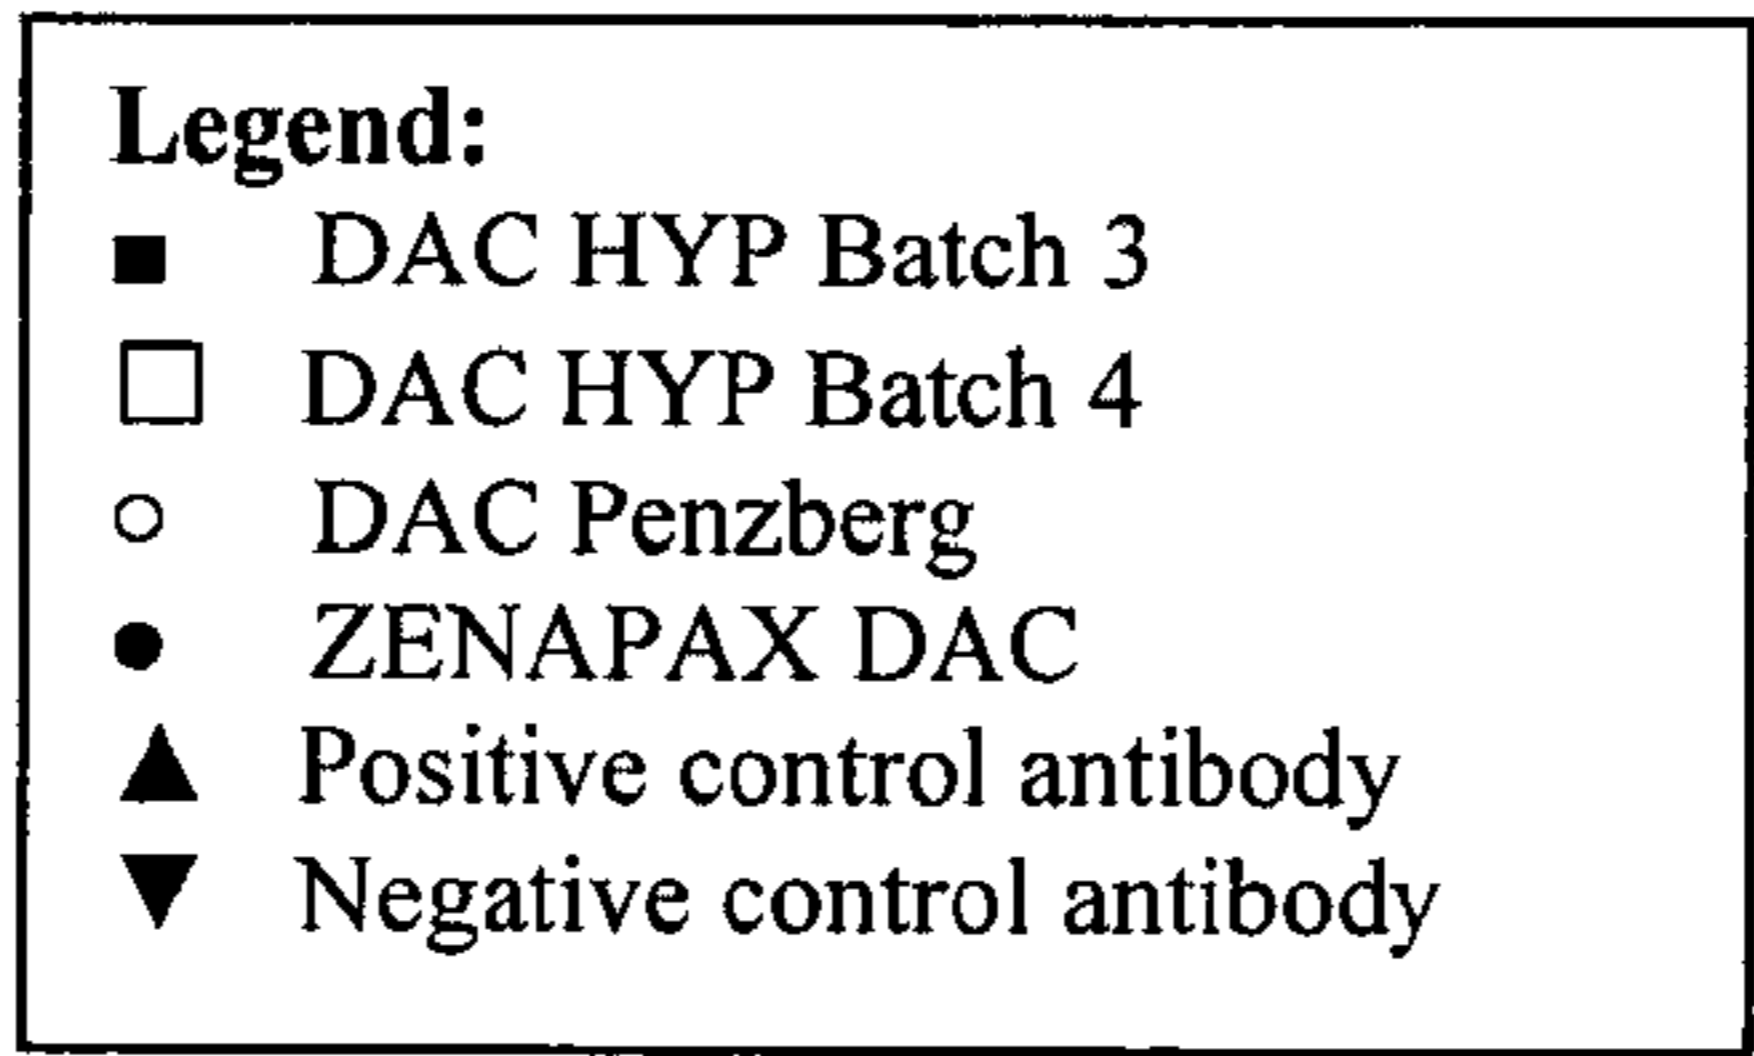 Legend:
■ DAC HYP Batch 3
□ DAC HYP Batch 4
○ DAC Penzberg
● ZENAPAX DAC
▲ Positive control antibody
▼ Negative control antibody